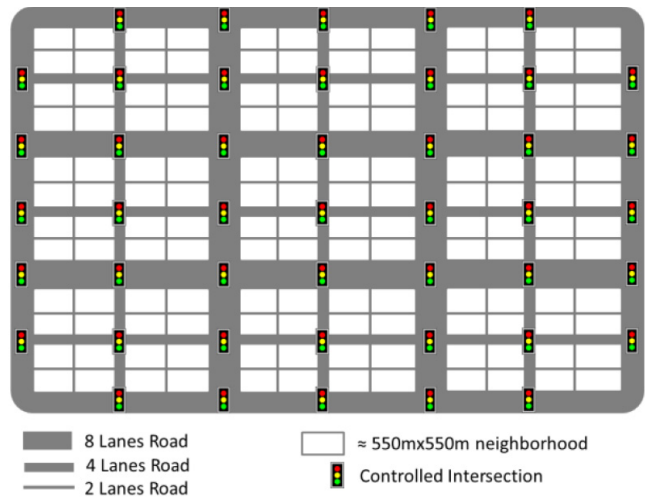 8 Lanes Road
4 Lanes Road
2 Lanes Road
≈ 550mx550m neighborhood
Controlled Intersection